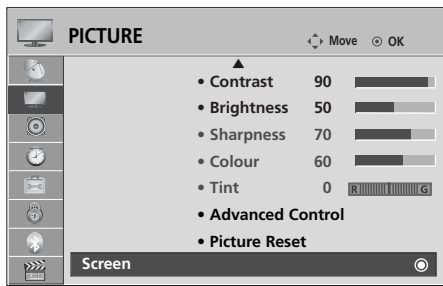 PICTURE Move OK
• Contrast 90
• Brightness 50
• Sharpness 70
• Colour 60
• Tint 0 R G
• Advanced Control
• Picture Reset
Screen